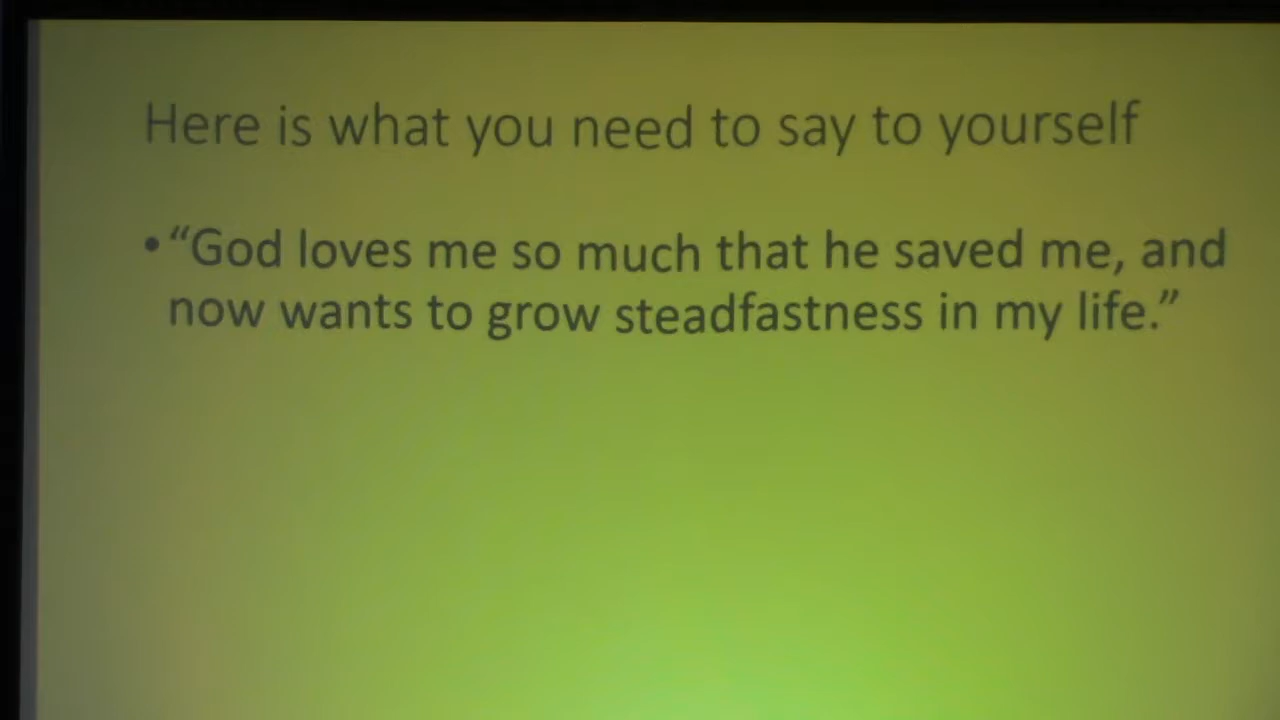 Here is what you need to say to yourself
• “God loves me so much that he saved me, and
now wants to grow steadfastness in my life.”